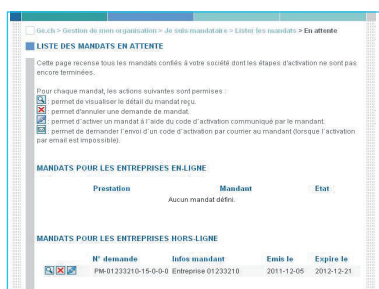 Ge.ch > Gestion de mon organisation > Je suis mandataire > Lister les mandats > En attente
LISTE DES MANDATS EN ATTENTE
Cette page recense tous les mandats confiés à votre société dont les étapes d'activation ne sont pas
encore terminées.
Pour chaque mandat, les actions suivantes sont permises :
: permet de visualiser le détail du mandat reçu.
: permet d'annuler une demande de mandat.
: permet d'activer un mandat à l'aide du code d'activation communiqué par le mandant.
: permet de demander l'envoi d'un code d'activation par courrier au mandant (lorsque l'activation
par email est impossible).
MANDATS POUR LES ENTREPRISES EN-LIGNE
Prestation Mandant Etat
Aucun mandat défini.
MANDATS POUR LES ENTREPRISES HORS-LIGNE
N° demande Infos mandant Emis le Expire le
PM-01233210-15-0-0-0 Entreprise 01233210 2011-12-05 2012-12-21